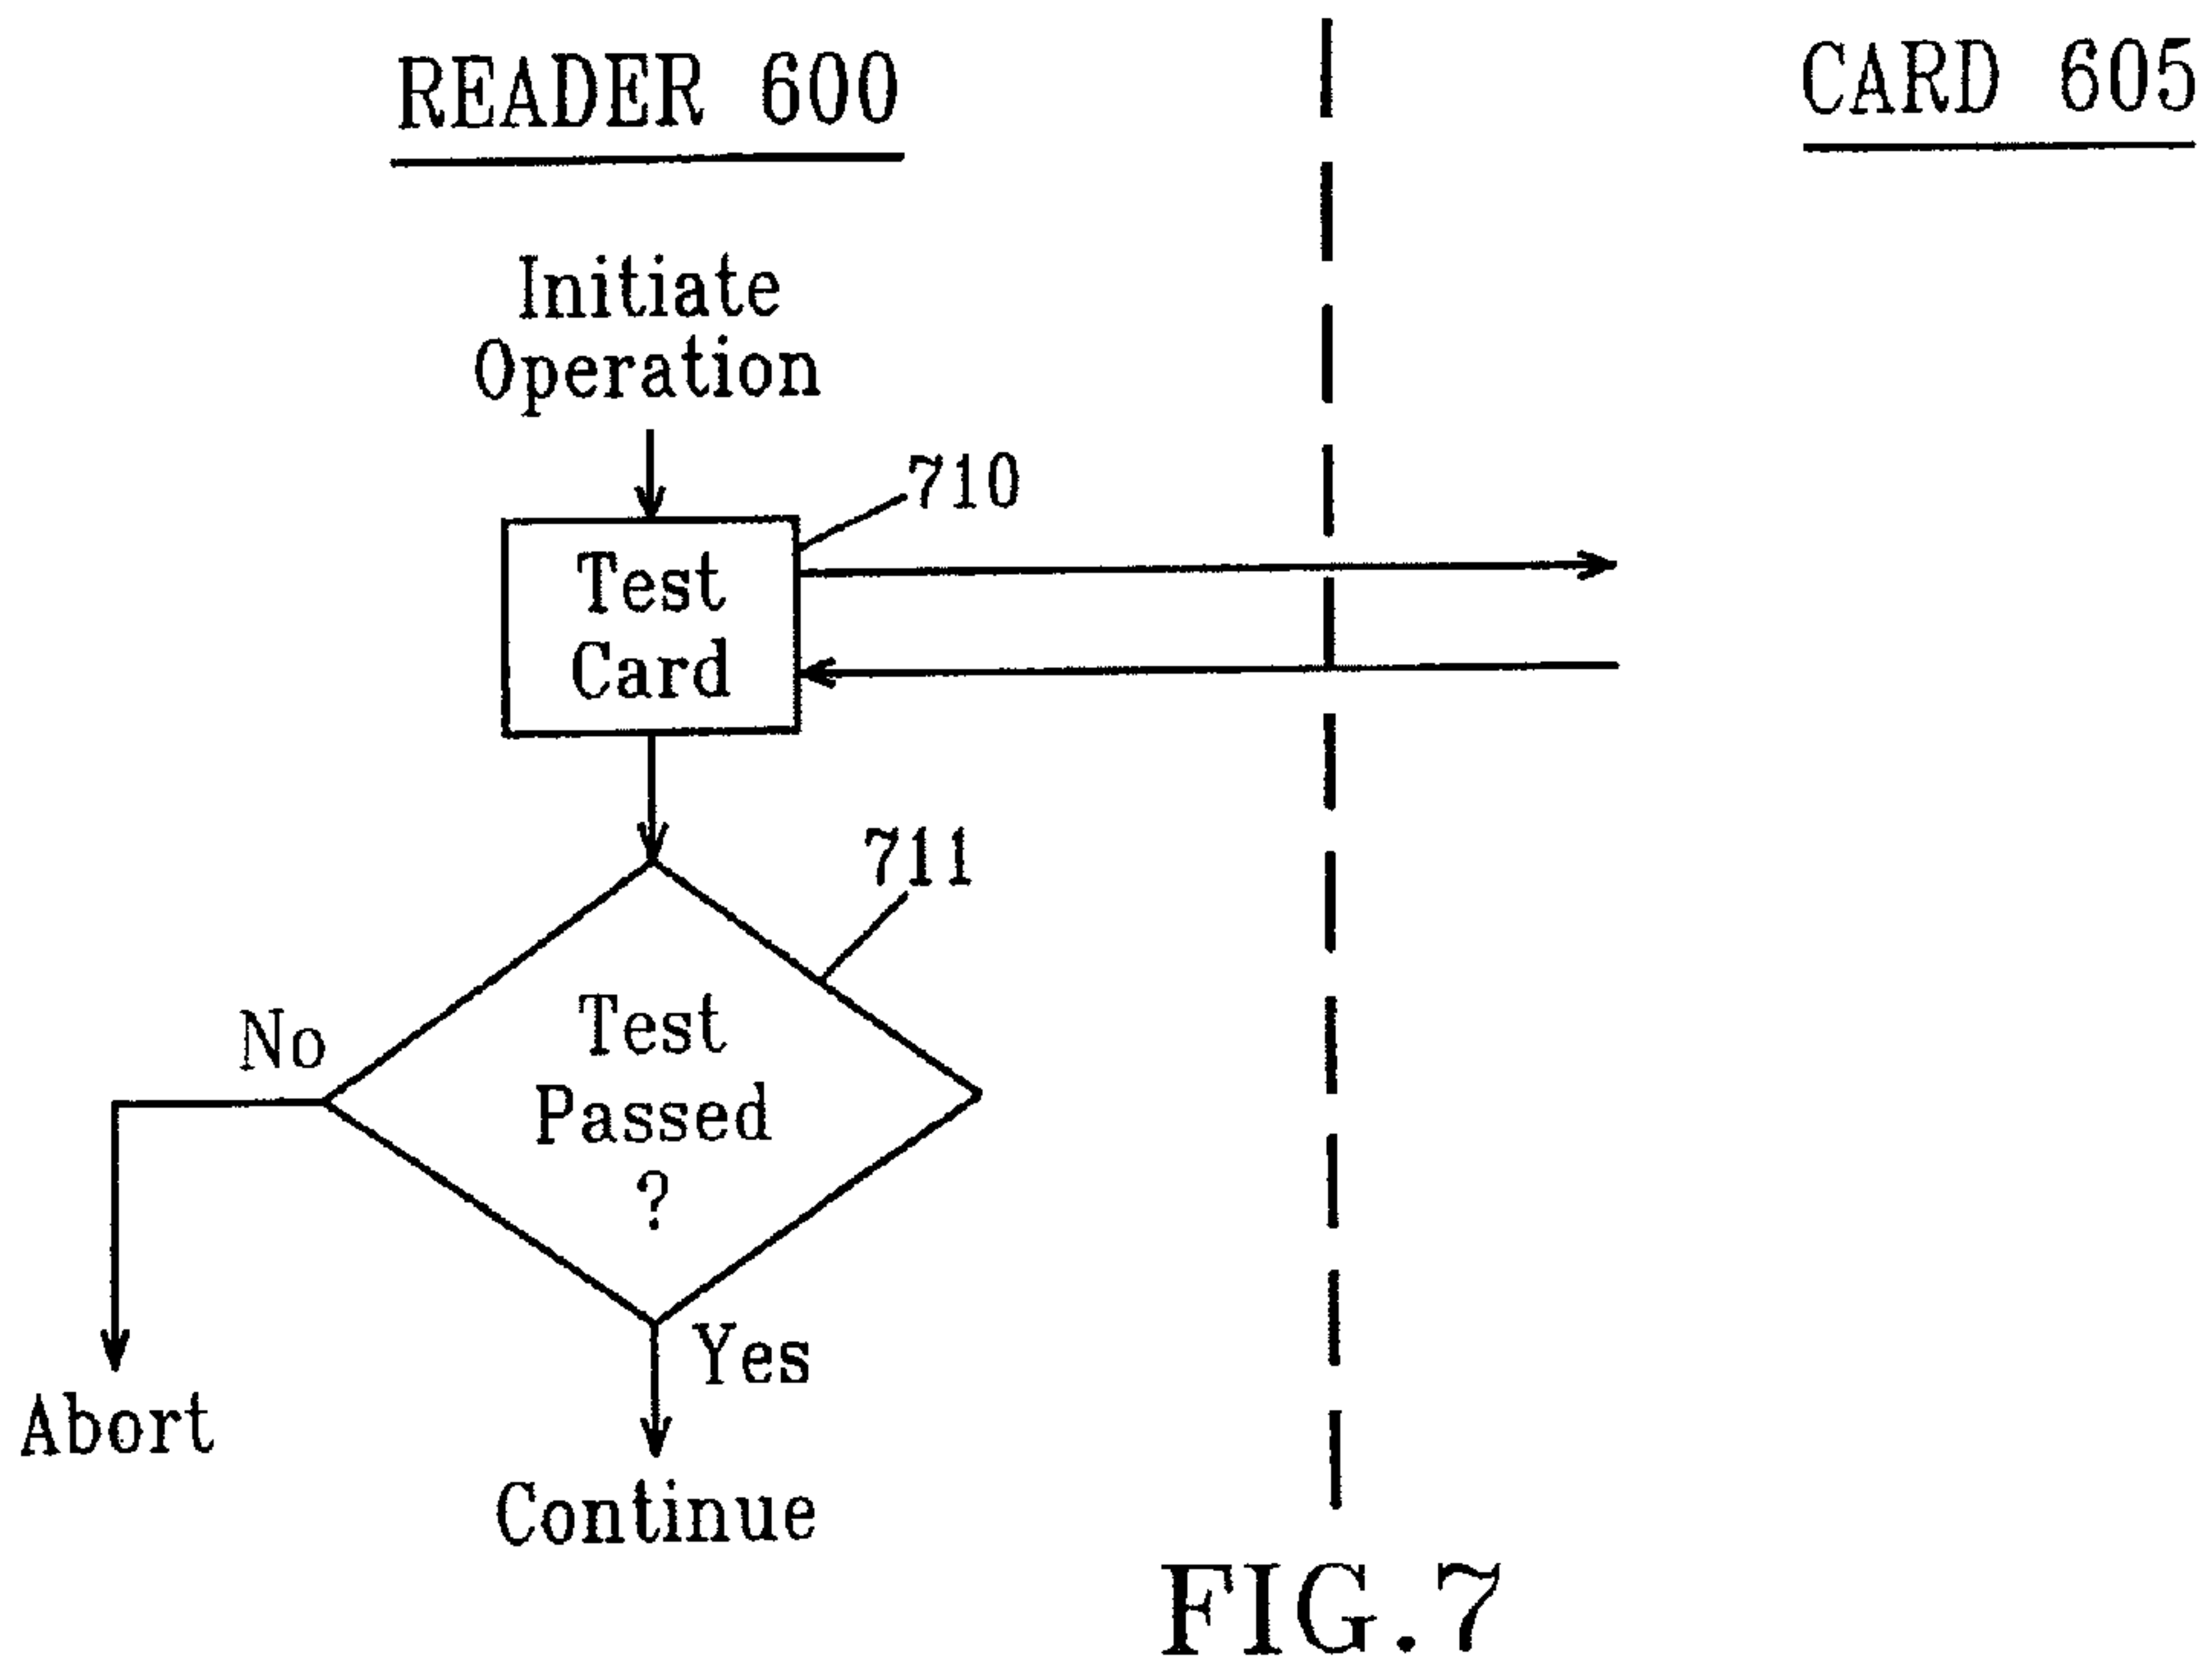 READER 600
CARD 605
Initiate
Operation
710
Test
Card
711
No
Test
Passed
?
Yes
Abort
Continue
FIG.7